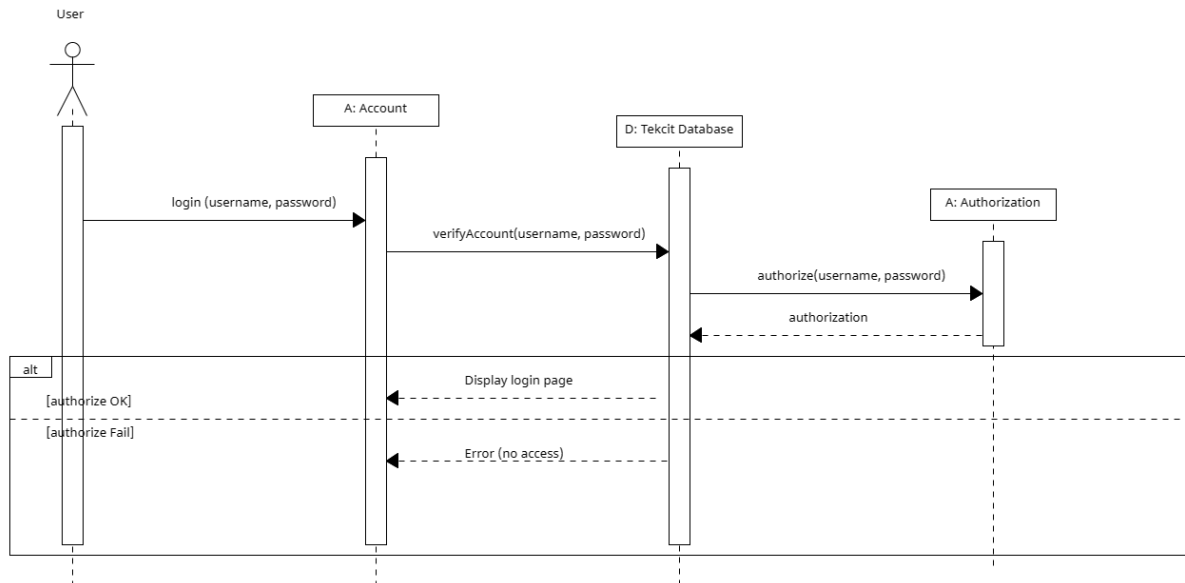 User
A: Account
D: Tekcit Database
A: Authorization
login (username, password)
verifyAccount(username, password)
authorize(username, password)
authorization
alt
Display login page
[authorize OK]
[authorize Fail]
Error (no access)